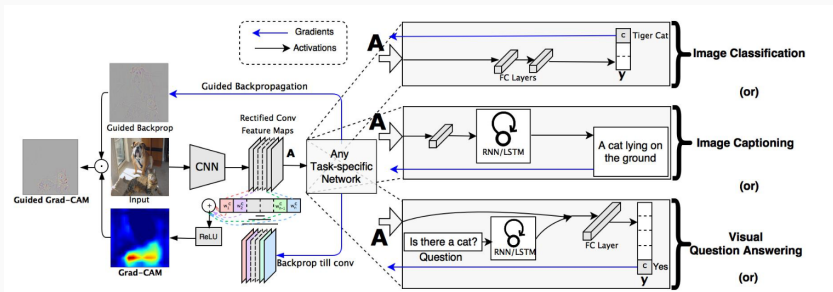 Gradients
Activations
Guided Backpropagation
Guided Backprop
Rectified Conv
Feature Maps
A
CNN
Any
Task-specific
Network
Guided Grad-CAM
Input
+
ReLU
Grad-CAM
Backprop till conv
A
FC Layers
c
Tiger Cat
y
Image Classification
(or)
A
RNN/LSTM
A cat lying on
the ground
Image Captioning
(or)
A
Is there a cat?
Question
RNN/LSTM
FC Layer
c
Yes
y
Visual
Question Answering
(or)